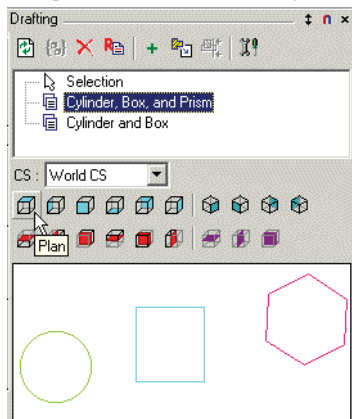 Drafting
Selection
Cylinder, Box, and Prism
Cylinder and Box
CS : World CS
Plan